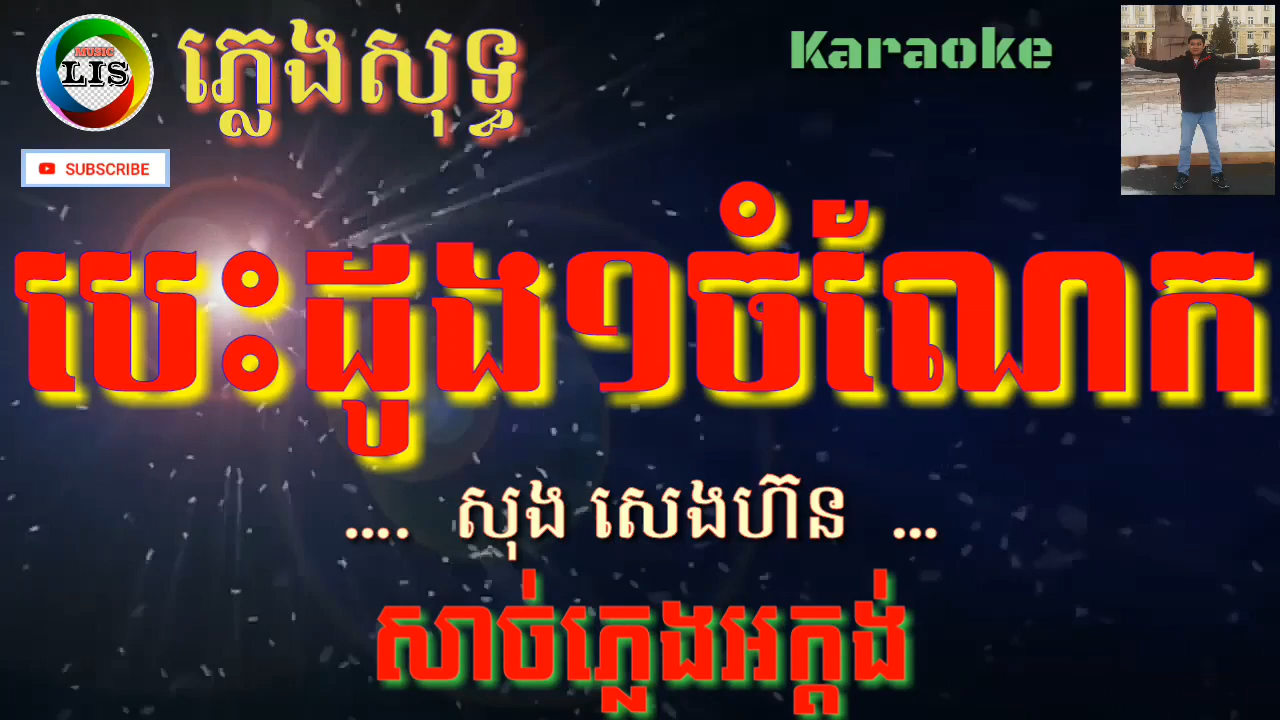 MUSIC
LIS
ភ្លេងសុទ្ធ
Karaoke
SUBSCRIBE
បេះដូង១ចំណែក
.... សុង សេងហ៊ន ...
សាច់ភ្លេងអក្តង់